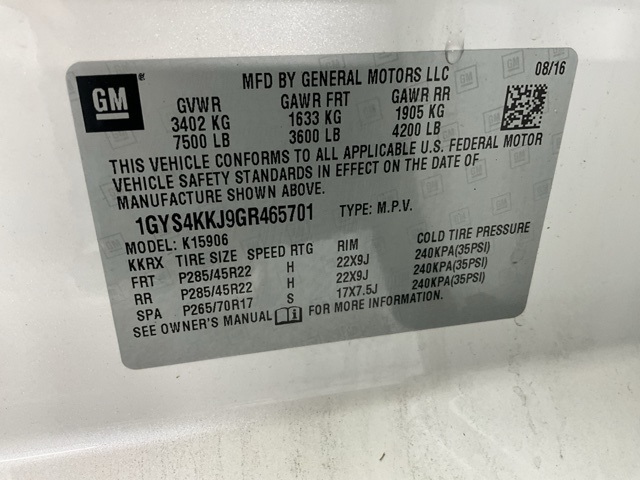 GM
MFD BY GENERAL MOTORS LLC 08/16
GVWR GAWR FRT GAWR RR
3402 KG 1633 KG 1905 KG
7500 LB 3600 LB 4200 LB
THIS VEHICLE CONFORMS TO ALL APPLICABLE U.S. FEDERAL MOTOR
VEHICLE SAFETY STANDARDS IN EFFECT ON THE DATE OF
MANUFACTURE SHOWN ABOVE.
1GYS4KKJ9GR465701 TYPE: M.P.V.
MODEL: K15906
KKRX TIRE SIZE SPEED RTG RIM COLD TIRE PRESSURE
FRT P285/45R22 H 22X9J 240KPA(35PSI)
RR P285/45R22 H 22X9J 240KPA(35PSI)
SPA P265/70R17 S 17X7.5J 240KPA(35PSI)
SEE OWNER'S MANUAL FOR MORE INFORMATION.